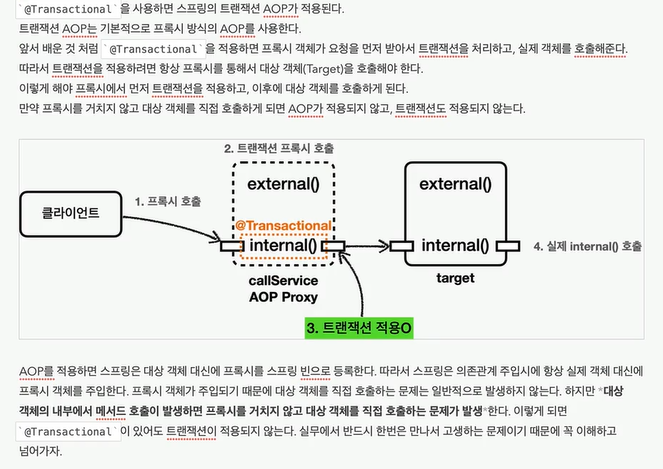 `@Transactional`을 사용하면 스프링의 트랜잭션 AOP가 적용된다.
트랜잭션 AOP는 기본적으로 프록시 방식의 AOP를 사용한다.
앞서 배운 것 처럼 `@Transactional`을 적용하면 프록시 객체가 요청을 먼저 받아서 트랜잭션을 처리하고, 실제 객체를 호출해준다.
따라서 트랜잭션을 적용하려면 항상 프록시를 통해서 대상 객체(Target)을 호출해야 한다.
이렇게 해야 프록시에서 먼저 트랜잭션을 적용하고, 이후에 대상 객체를 호출하게 된다.
만약 프록시를 거치지 않고 대상 객체를 직접 호출하게 되면 AOP가 적용되지 않고, 트랜잭션도 적용되지 않는다.
2. 트랜잭션 프록시 호출
클라이언트
1. 프록시 호출
external()
@Transactional
internal()
callService
AOP Proxy
external()
internal()
target
4. 실제 internal() 호출
3. 트랜잭션 적용O
AOP를 적용하면 스프링은 대상 객체 대신에 프록시를 스프링 빈으로 등록한다. 따라서 스프링은 의존관계 주입시에 항상 실제 객체 대신에
프록시 객체를 주입한다. 프록시 객체가 주입되기 때문에 대상 객체를 직접 호출하는 문제는 일반적으로 발생하지 않는다. 하지만 *대상
객체의 내부에서 메서드 호출이 발생하면 프록시를 거치지 않고 대상 객체를 직접 호출하는 문제가 발생*한다. 이렇게 되면
`@Transactional`이 있어도 트랜잭션이 적용되지 않는다. 실무에서 반드시 한번은 만나서 고생하는 문제이기 때문에 꼭 이해하고
넘어가자.